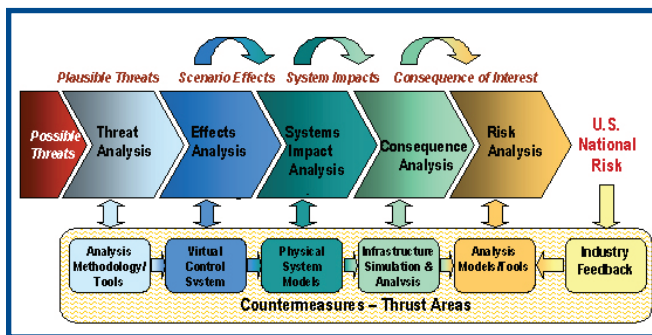 Plausible Threats
Scenario Effects
System Impacts
Consequence of Interest
Possible
Threats
Threat
Analysis
Effects
Analysis
Systems
Impact
Analysis
Consequence
Analysis
Risk
Analysis
U.S.
National
Risk
Analysis
Methodology/
Tools
Virtual
Control
System
Physical
System
Models
Infrastructure
Simulation &
Analysis
Analysis
Models/Tools
Industry
Feedback
Countermeasures – Thrust Areas